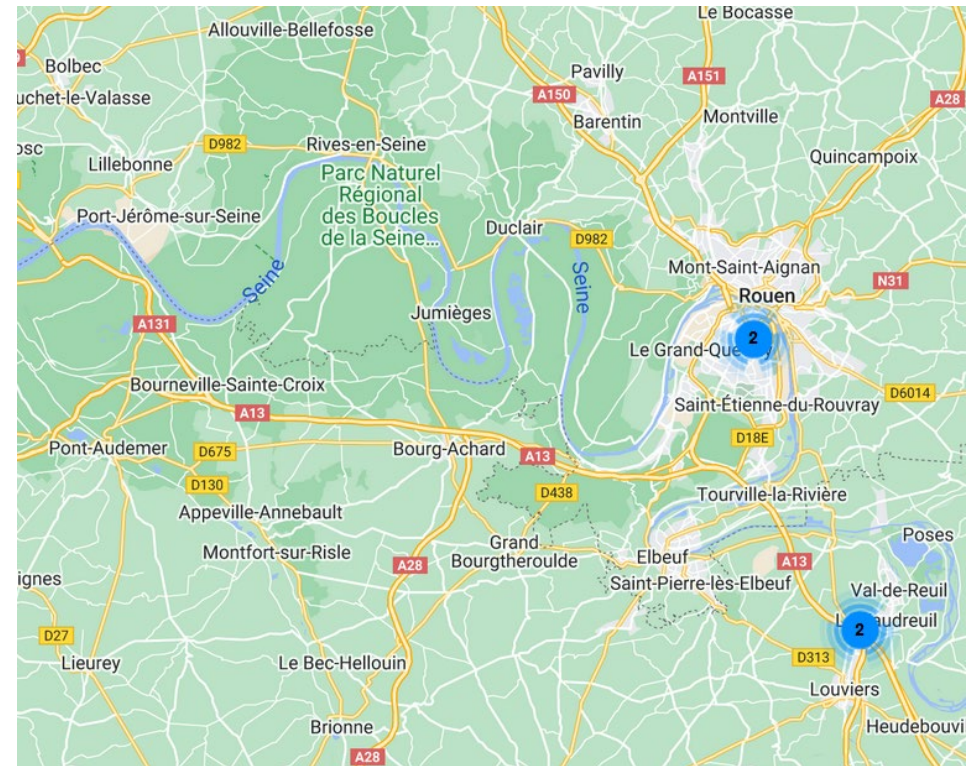 Le Bocasse
Allouville-Bellefosse
Bolbec
Pavilly
A151
uchet-le-Valasse
A150
A28
Barentin
Montville
D982
Rives-en-Seine
osc
Lillebonne
Quincampoix
Parc Naturel
Régional
des Boucles
de la Seine...
Port-Jérôme-sur-Seine
Duclair
D982
Seine
Seine
Mont-Saint-Aignan
N31
Rouen
Jumièges
A131
2
Le Grand-Que
Bourneville-Sainte-Croix
D6014
A13
Saint-Étienne-du-Rouvray
D18E
Pont-Audemer
D675
Bourg-Achard
A13
D130
D438
Tourville-la-Rivière
Appeville-Annebault
Poses
Montfort-sur-Risle
Grand
Bourgtheroulde
Elbeuf
A13
A28
ignes
Saint-Pierre-lès-Elbeuf
Val-de-Reuil
audreuil
2
D27
D313
Lieurey
Le Bec-Hellouin
Louviers
Brionne
Heudebouvi
A28